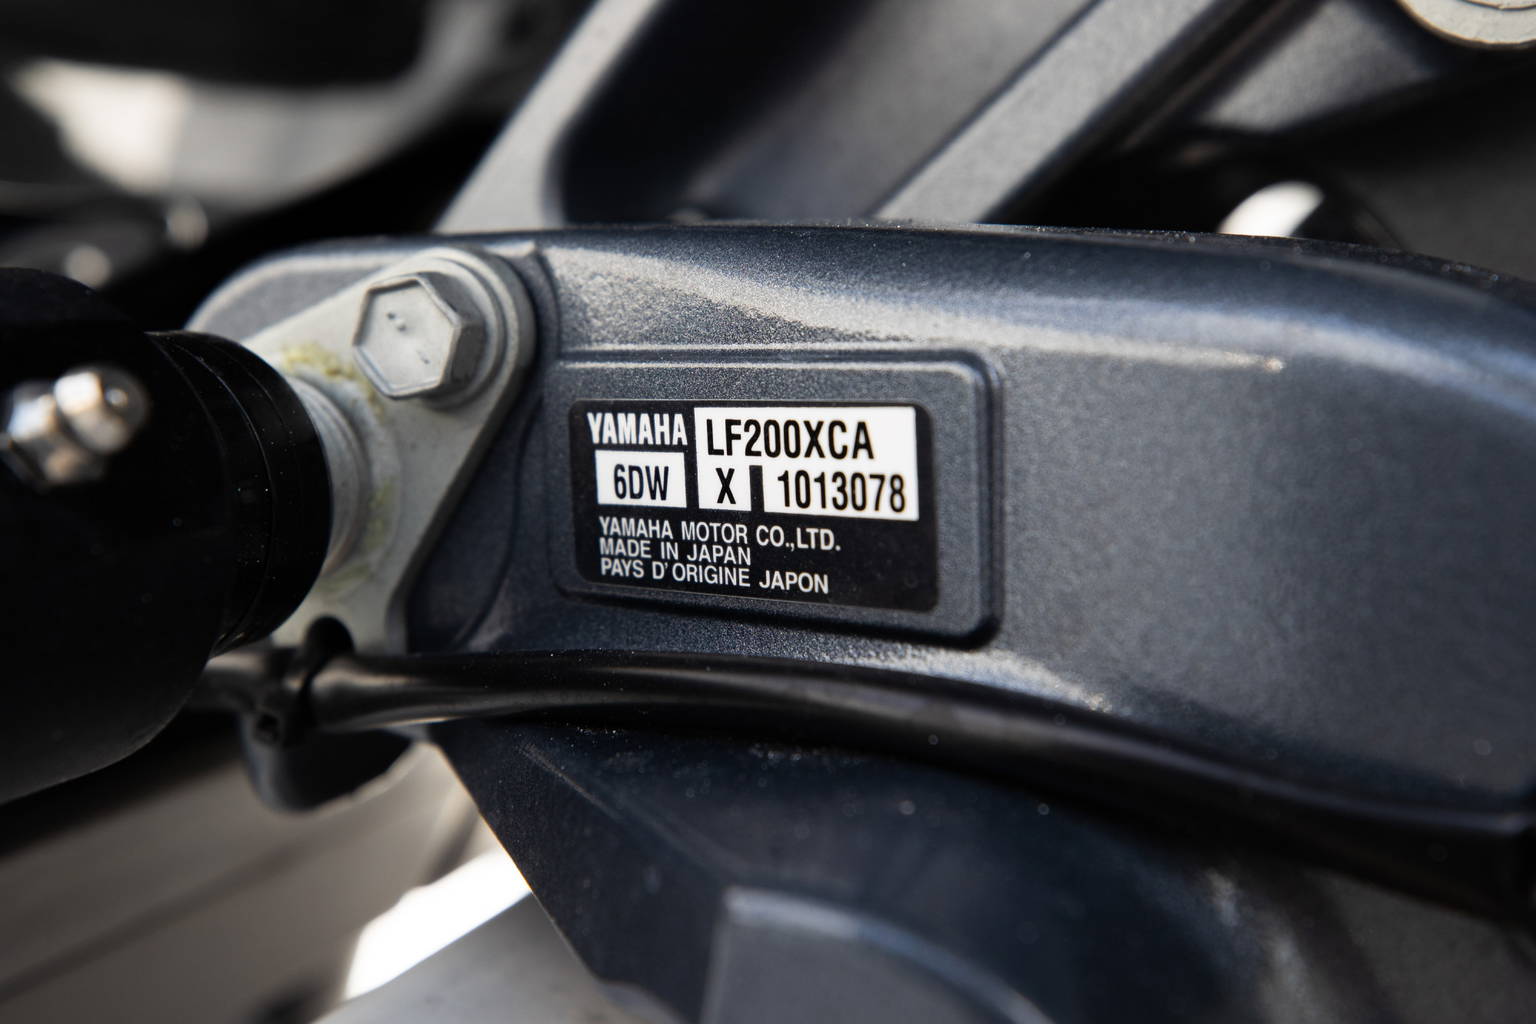 YAMAHA LF200XCA
6DW X 1013078
YAMAHA MOTOR CO.,LTD.
MADE IN JAPAN
PAYS D'ORIGINE JAPON